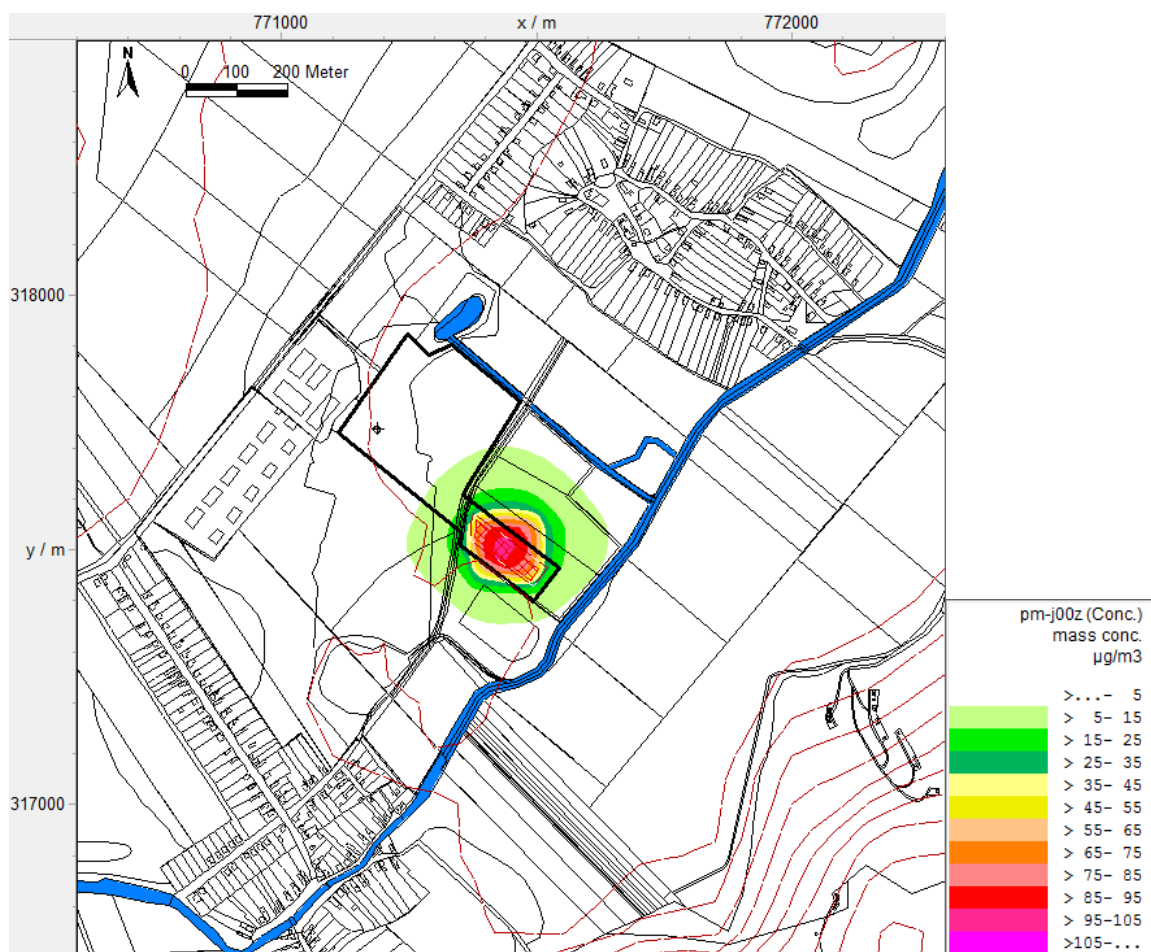 771000 x / m 772000
N
0 100 200 Meter
318000
y / m
317000
pm-j00z (Conc.)
mass conc.
µg/m3
>...- 5
> 5- 15
> 15- 25
> 25- 35
> 35- 45
> 45- 55
> 55- 65
> 65- 75
> 75- 85
> 85- 95
> 95-105
>105-...